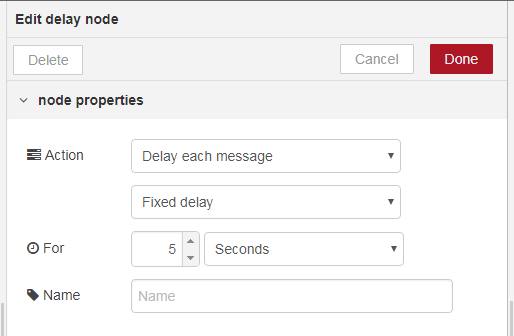 Edit delay node
Delete
Cancel
Done
node properties
Action
Delay each message
Fixed delay
For
5
Seconds
Name
Name